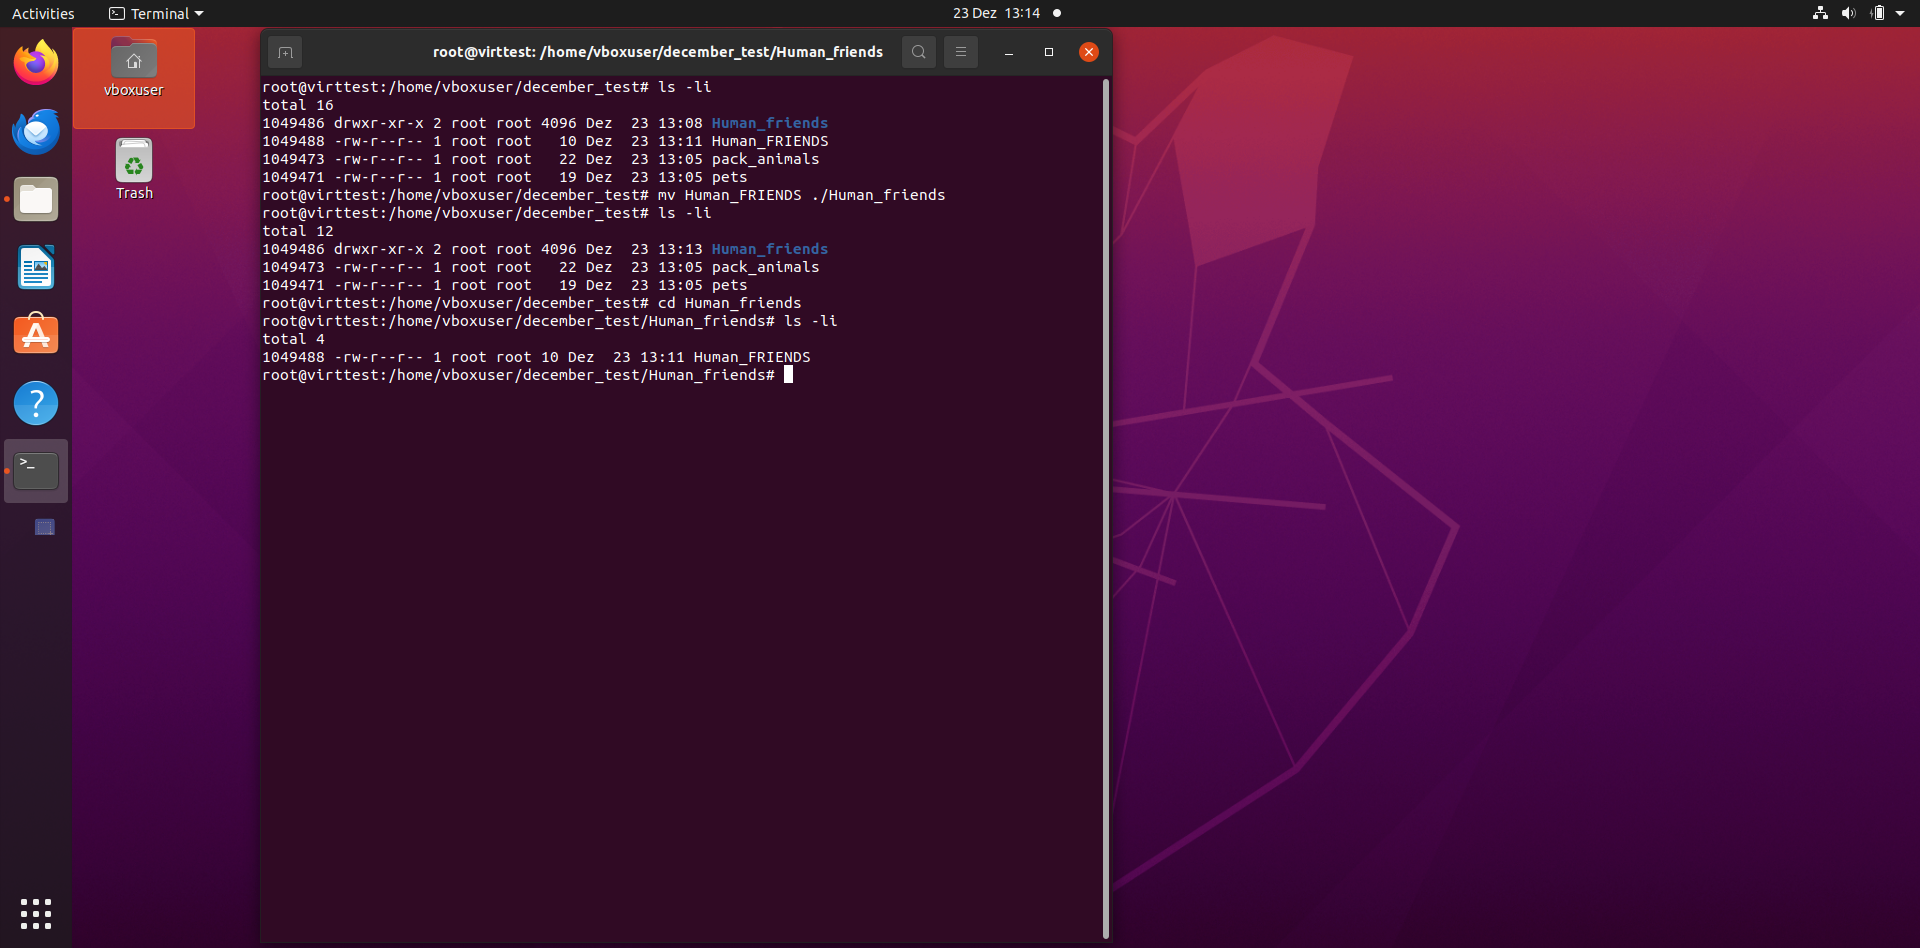 Activities
Terminal
23 Dez 13:14
vboxuser
Trash
root@virttest: /home/vboxuser/december_test/Human_friends
root@virttest:/home/vboxuser/december_test# ls -li
total 16
1049486 drwxr-xr-x 2 root root 4096 Dez  23 13:08 Human_friends
1049488 -rw-r--r-- 1 root root   10 Dez  23 13:11 Human_FRIENDS
1049473 -rw-r--r-- 1 root root   22 Dez  23 13:05 pack_animals
1049471 -rw-r--r-- 1 root root   19 Dez  23 13:05 pets
root@virttest:/home/vboxuser/december_test# mv Human_FRIENDS ./Human_friends
root@virttest:/home/vboxuser/december_test# ls -li
total 12
1049486 drwxr-xr-x 2 root root 4096 Dez  23 13:13 Human_friends
1049473 -rw-r--r-- 1 root root   22 Dez  23 13:05 pack_animals
1049471 -rw-r--r-- 1 root root   19 Dez  23 13:05 pets
root@virttest:/home/vboxuser/december_test# cd Human_friends
root@virttest:/home/vboxuser/december_test/Human_friends# ls -li
total 4
1049488 -rw-r--r-- 1 root root 10 Dez  23 13:11 Human_FRIENDS
root@virttest:/home/vboxuser/december_test/Human_friends#